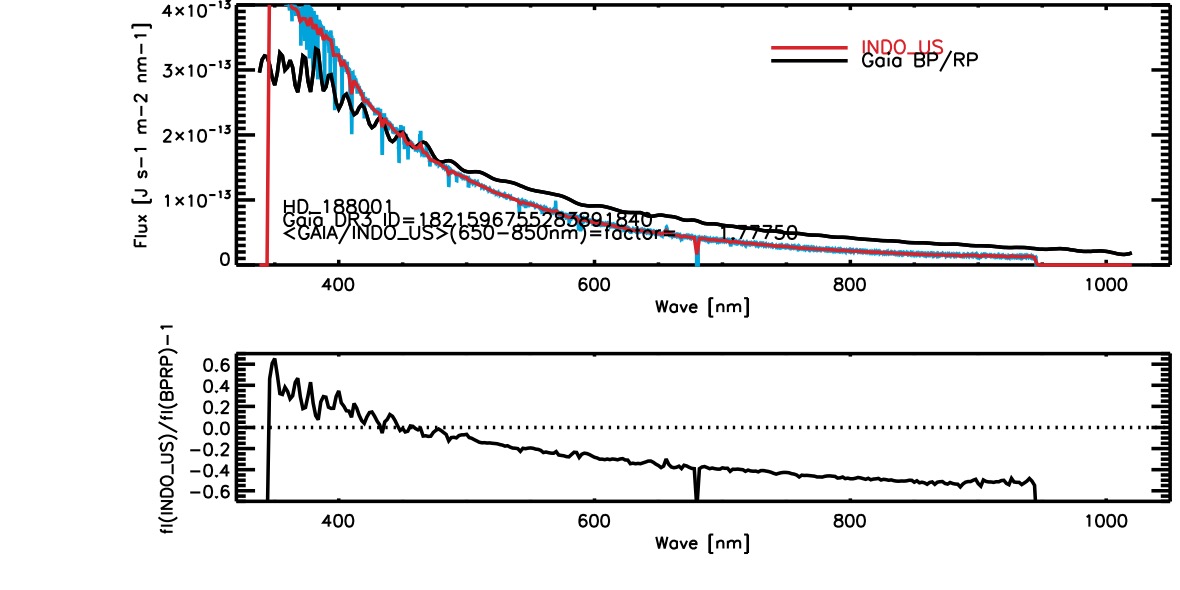 4×10−13
3×10−13
2×10−13
1×10−13
0
Flux [J s−1 m−2 nm−1]
INDO_US
Gaia BP/RP
HD_188001
Gaia DR3 ID=1821596755283891840
<GAIA/INDO_US>(650−850nm)=factor= 1.77750
400 600 800 1000
Wave [nm]
fl(INDO_US)/fl(BPRP)−1
0.6
0.4
0.2
0.0
−0.2
−0.4
−0.6
400 600 800 1000
Wave [nm]